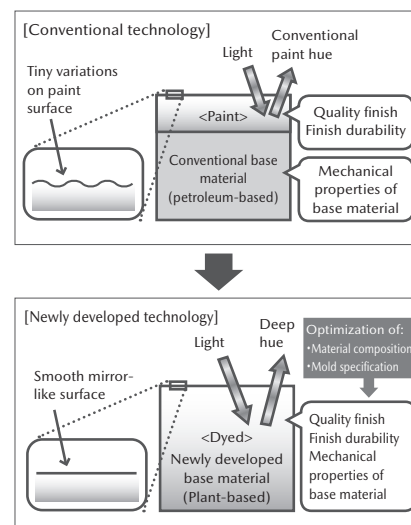 [Conventional technology]
Conventional
paint hue
Light
Tiny variations
on paint
surface
<Paint>
Quality finish
Finish durability
Conventional base
material
(petroleum-based)
Mechanical
properties of
base material
[Newly developed technology]
Deep
hue
Light
Optimization of:
•Material composition
•Mold specification
Smooth mirror-
like surface
<Dyed>
Newly developed
base material
(Plant-based)
Quality finish
Finish durability
Mechanical
properties of
base material